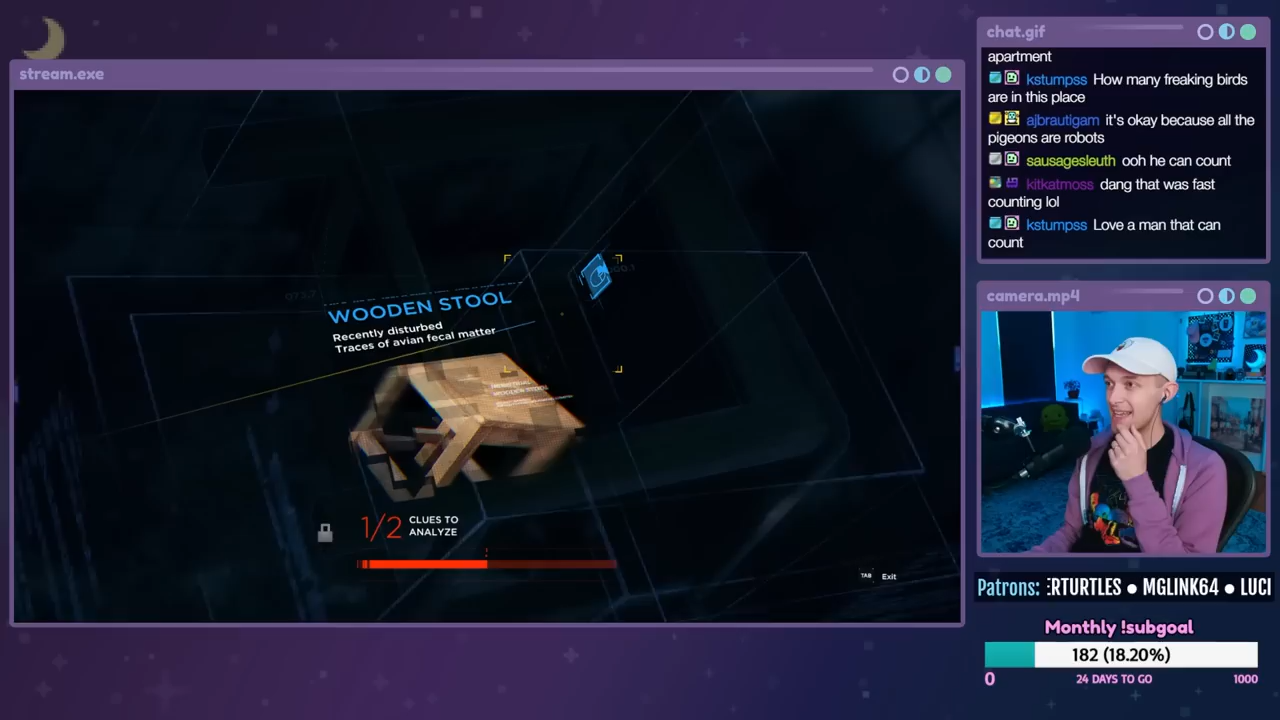 stream.exe
WOODEN STOOL
Recently disturbed
Traces of avian fecal matter
1/2 CLUES TO
ANALYZE
TAB Exit
chat.gif
apartment
kstumpss How many freaking birds
are in this place
ajbrautigam it's okay because all the
pigeons are robots
sausagesleuth ooh he can count
kitkatmoss dang that was fast
counting lol
kstumpss Love a man that can
count
camera.mp4
Patrons: ERTURTLES ● MGLINK64 ● LUCI
Monthly !subgoal
182 (18.20%)
0 24 DAYS TO GO 1000